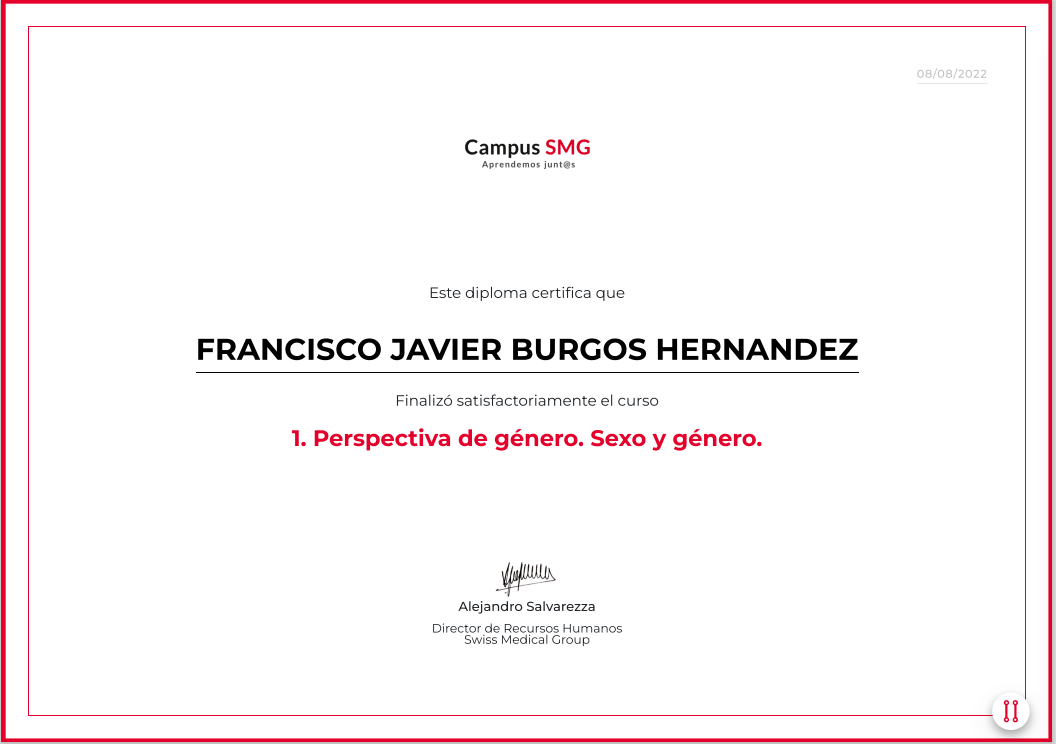 08/08/2022
Campus SMG
Aprendemos junt@s
Este diploma certifica que
FRANCISCO JAVIER BURGOS HERNANDEZ
Finalizó satisfactoriamente el curso
1. Perspectiva de género. Sexo y género.
Alejandro Salvarezza
Director de Recursos Humanos
Swiss Medical Group